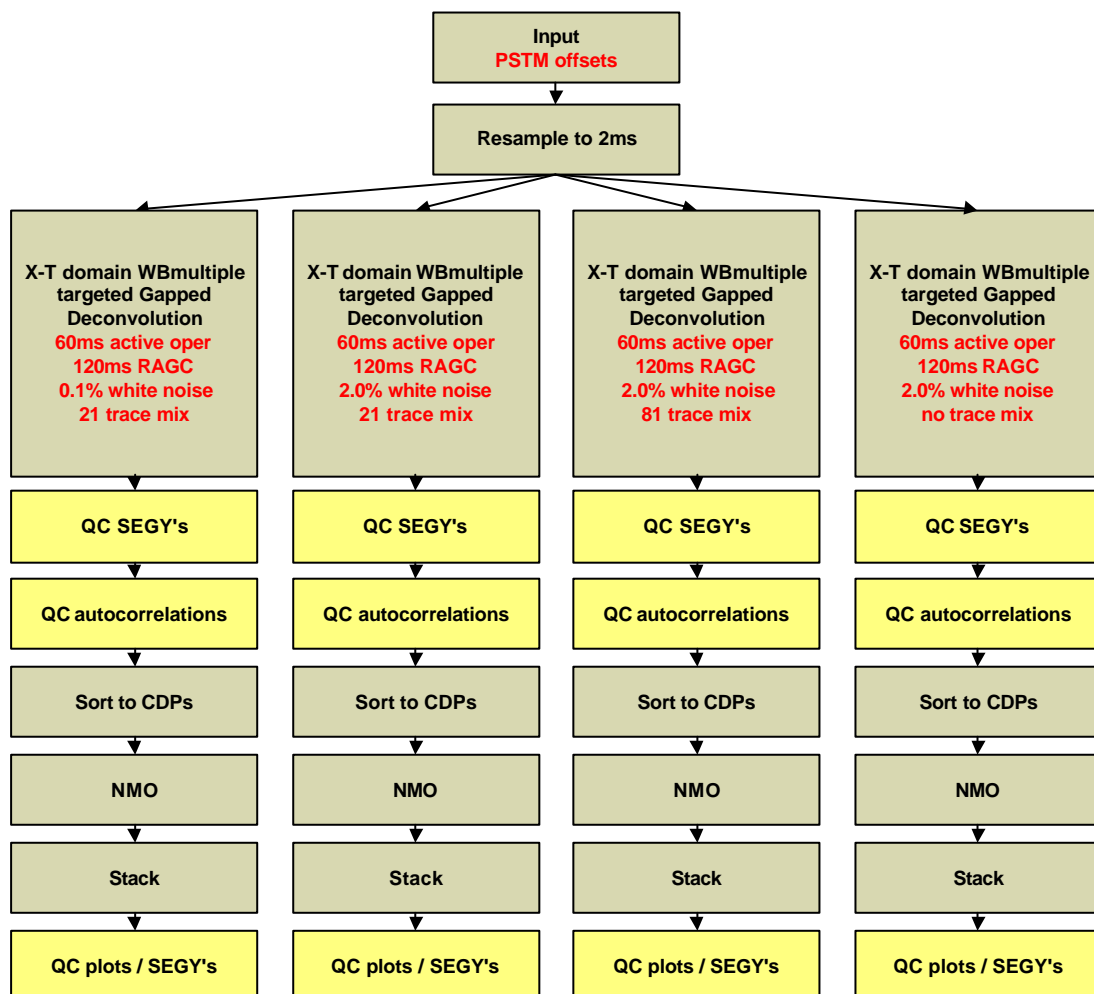 Input
PSTM offsets
Resample to 2ms
X-T domain WBmultiple
targeted Gapped
Deconvolution
60ms active oper
120ms RAGC
0.1% white noise
21 trace mix
X-T domain WBmultiple
targeted Gapped
Deconvolution
60ms active oper
120ms RAGC
2.0% white noise
21 trace mix
X-T domain WBmultiple
targeted Gapped
Deconvolution
60ms active oper
120ms RAGC
2.0% white noise
81 trace mix
X-T domain WBmultiple
targeted Gapped
Deconvolution
60ms active oper
120ms RAGC
2.0% white noise
no trace mix
QC SEGY's
QC SEGY's
QC SEGY's
QC SEGY's
QC autocorrelations
QC autocorrelations
QC autocorrelations
QC autocorrelations
Sort to CDPs
Sort to CDPs
Sort to CDPs
Sort to CDPs
NMO
NMO
NMO
NMO
Stack
Stack
Stack
Stack
QC plots / SEGY's
QC plots / SEGY's
QC plots / SEGY's
QC plots / SEGY's